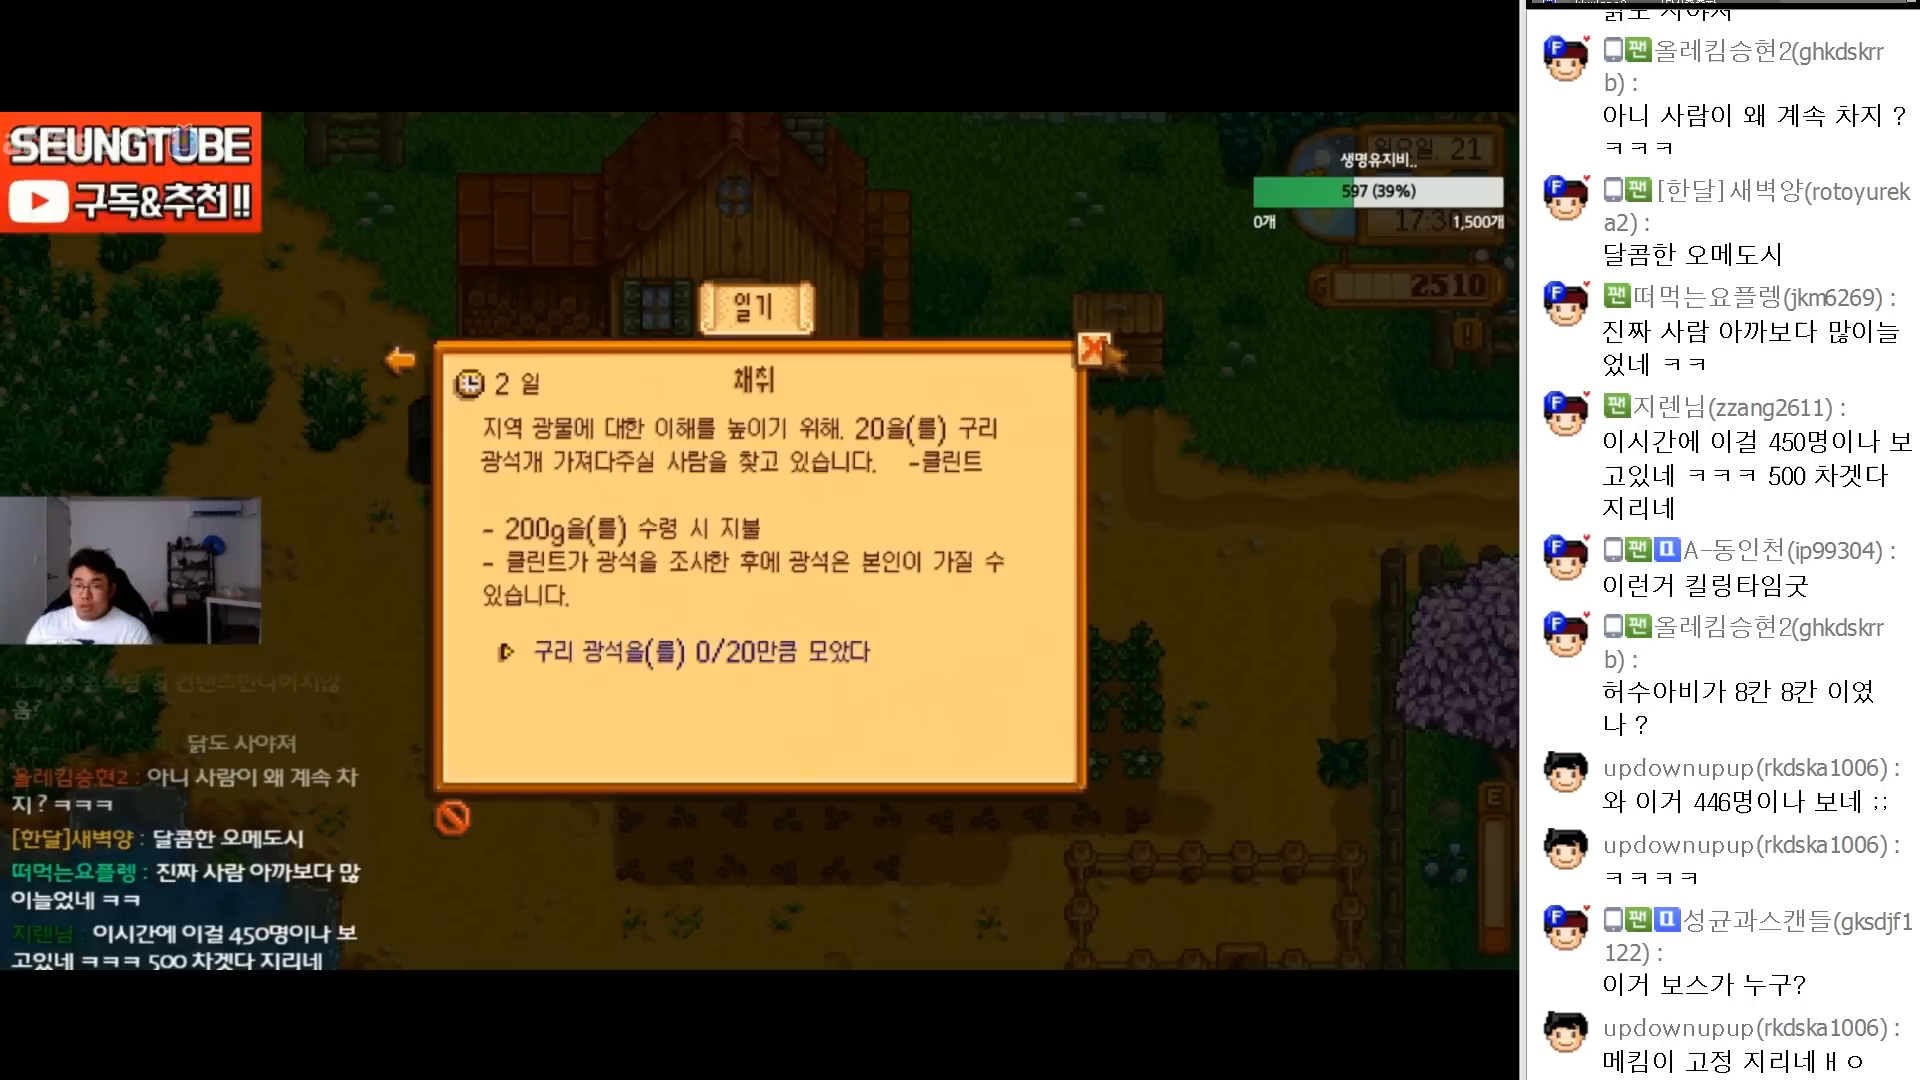 SEUNGTUBE
구독&추천!!
생명유지비..
597 (39%)
0개
1,500개
월요일. 21
2510
일기
2 일
채취
지역 광물에 대한 이해를 높이기 위해, 20을(를) 구리
광석개 가져다주실 사람을 찾고 있습니다. -클린트
- 200g을(를) 수령 시 지불
- 클린트가 광석을 조사한 후에 광석은 본인이 가질 수
있습니다.
구리 광석을(를) 0/20만큼 모았다
E
닭도 사야져
올레킴승현2 : 아니 사람이 왜 계속 차
지 ? ㅋㅋㅋ
[한달]새벽양 : 달콤한 오메도시
떠먹는요플렝 : 진짜 사람 아까보다 많
이늘었네 ㅋㅋ
지렌님 : 이시간에 이걸 450명이나 보
고있네 ㅋㅋㅋ 500 차겟다 지리네
닭도 사야져
팬 올레킴승현2(ghkdskrr
b) :
아니 사람이 왜 계속 차지 ?
ㅋㅋㅋ
팬 [한달]새벽양(rotoyurek
a2) :
달콤한 오메도시
팬 떠먹는요플렝(jkm6269) :
진짜 사람 아까보다 많이늘
었네 ㅋㅋ
팬 지렌님(zzang2611) :
이시간에 이걸 450명이나 보
고있네 ㅋㅋㅋ 500 차겟다
지리네
팬 A-동인천(ip99304) :
이런거 킬링타임굿
팬 올레킴승현2(ghkdskrr
b) :
허수아비가 8칸 8칸 이였
나 ?
updownupup(rkdska1006) :
와 이거 446명이나 보네 ;;
updownupup(rkdska1006) :
ㅋㅋㅋㅋ
팬 성균과스캔들(gksdjf1
122) :
이거 보스가 누구?
updownupup(rkdska1006) :
메킴이 고정 지리네ㅐㅇ